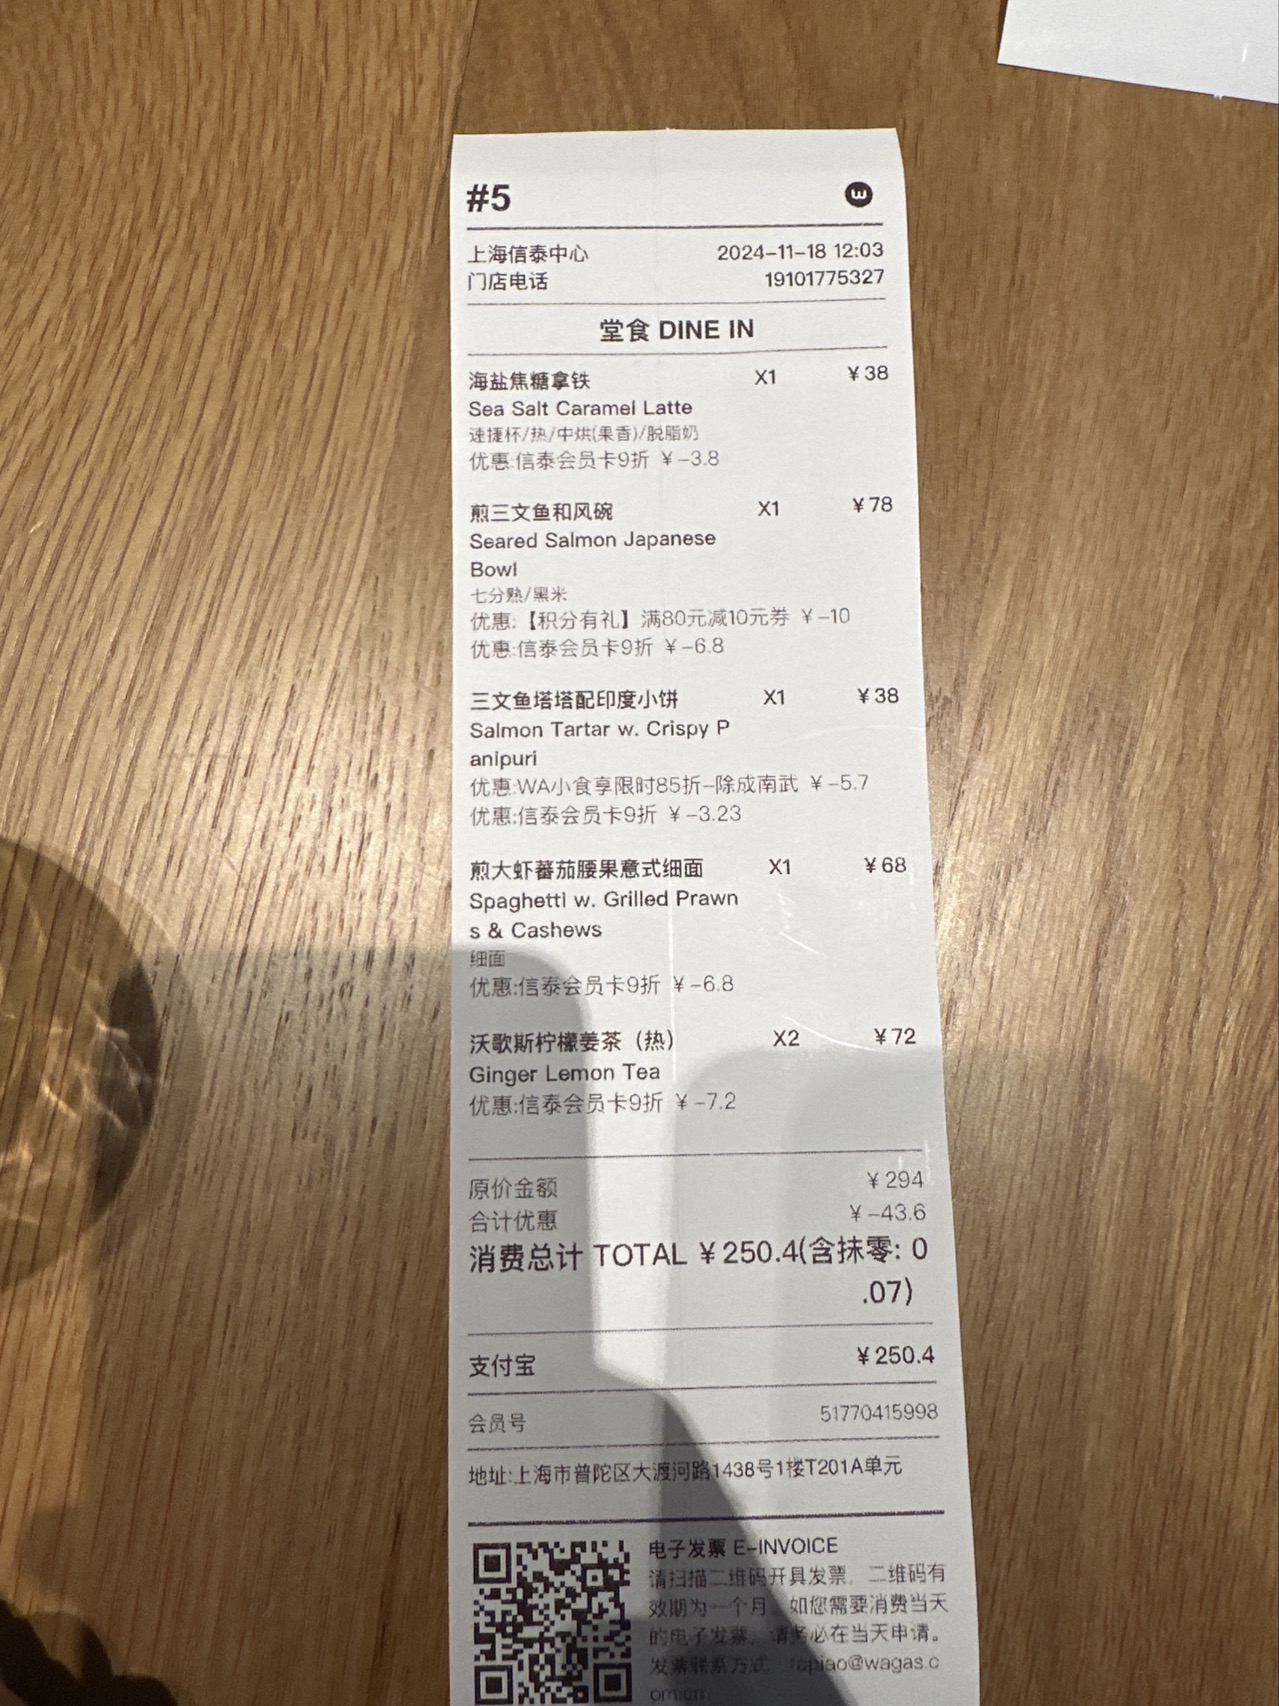 #5
上海信泰中心 2024-11-18 12:03
门店电话 19101775327
堂食 DINE IN
海盐焦糖拿铁 X1 ¥38
Sea Salt Caramel Latte
速捷杯/热/中烘(果香)/脱脂奶
优惠:信泰会员卡9折 ¥-3.8
煎三文鱼和风碗 X1 ¥78
Seared Salmon Japanese
Bowl
七分熟/黑米
优惠:【积分有礼】满80元减10元券 ¥-10
优惠:信泰会员卡9折 ¥-6.8
三文鱼塔塔配印度小饼 X1 ¥38
Salmon Tartar w. Crispy P
anipuri
优惠:WA小食享限时85折-除成南武 ¥-5.7
优惠:信泰会员卡9折 ¥-3.23
煎大虾蕃茄腰果意式细面 X1 ¥68
Spaghetti w. Grilled Prawn
s & Cashews
细面
优惠:信泰会员卡9折 ¥-6.8
沃歌斯柠檬姜茶（热） X2 ¥72
Ginger Lemon Tea
优惠:信泰会员卡9折 ¥-7.2
原价金额 ¥294
合计优惠 ¥-43.6
消费总计 TOTAL ¥250.4(含抹零: 0
.07)
支付宝 ¥250.4
会员号 51770415998
地址:上海市普陀区大渡河路1438号1楼T201A单元
电子发票 E-INVOICE
请扫描二维码开具发票，二维码有
效期为一个月，如您需要消费当天
的电子发票，请务必在当天申请。
发票联系方式 fapiao@wagas.c
om.cn